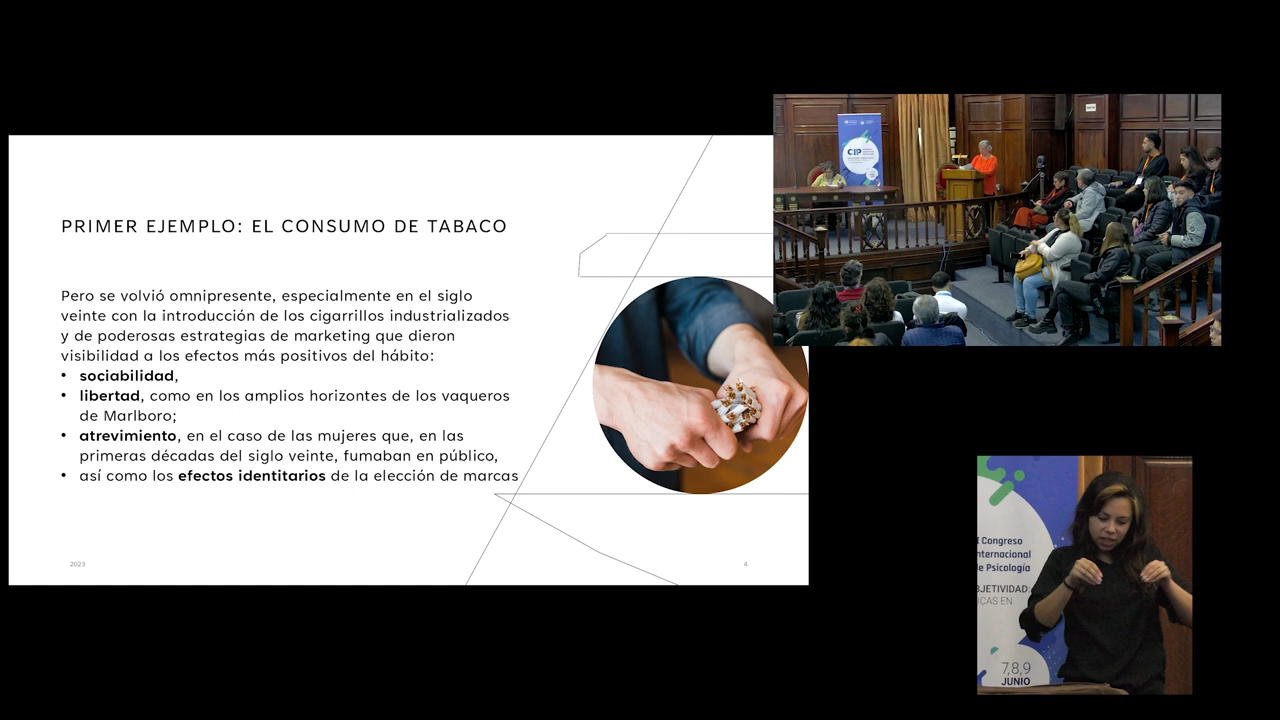 PRIMER EJEMPLO: EL CONSUMO DE TABACO
Pero se volvió omnipresente, especialmente en el siglo
veinte con la introducción de los cigarrillos industrializados
y de poderosas estrategias de marketing que dieron
visibilidad a los efectos más positivos del hábito:
• sociabilidad,
• libertad, como en los amplios horizontes de los vaqueros
de Marlboro;
• atrevimiento, en el caso de las mujeres que, en las
primeras décadas del siglo veinte, fumaban en público,
• así como los efectos identitarios de la elección de marcas
2023
4
CIP
I Congreso
nternacional
e Psicología
BJETIVIDAD:
ICAS EN
7,8,9
JUNIO